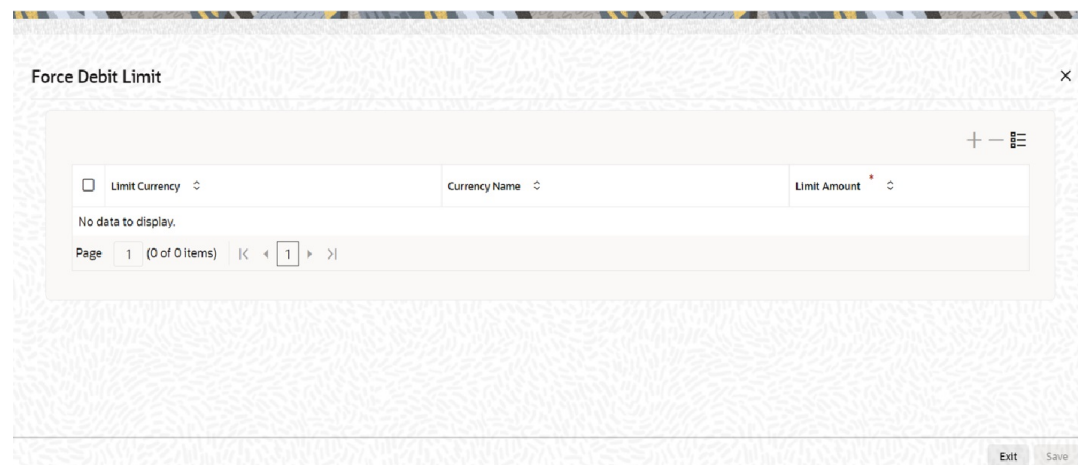 Force Debit Limit
Limit Currency Currency Name Limit Amount *
No data to display.
Page 1 (0 of 0 items) 1
Exit Save